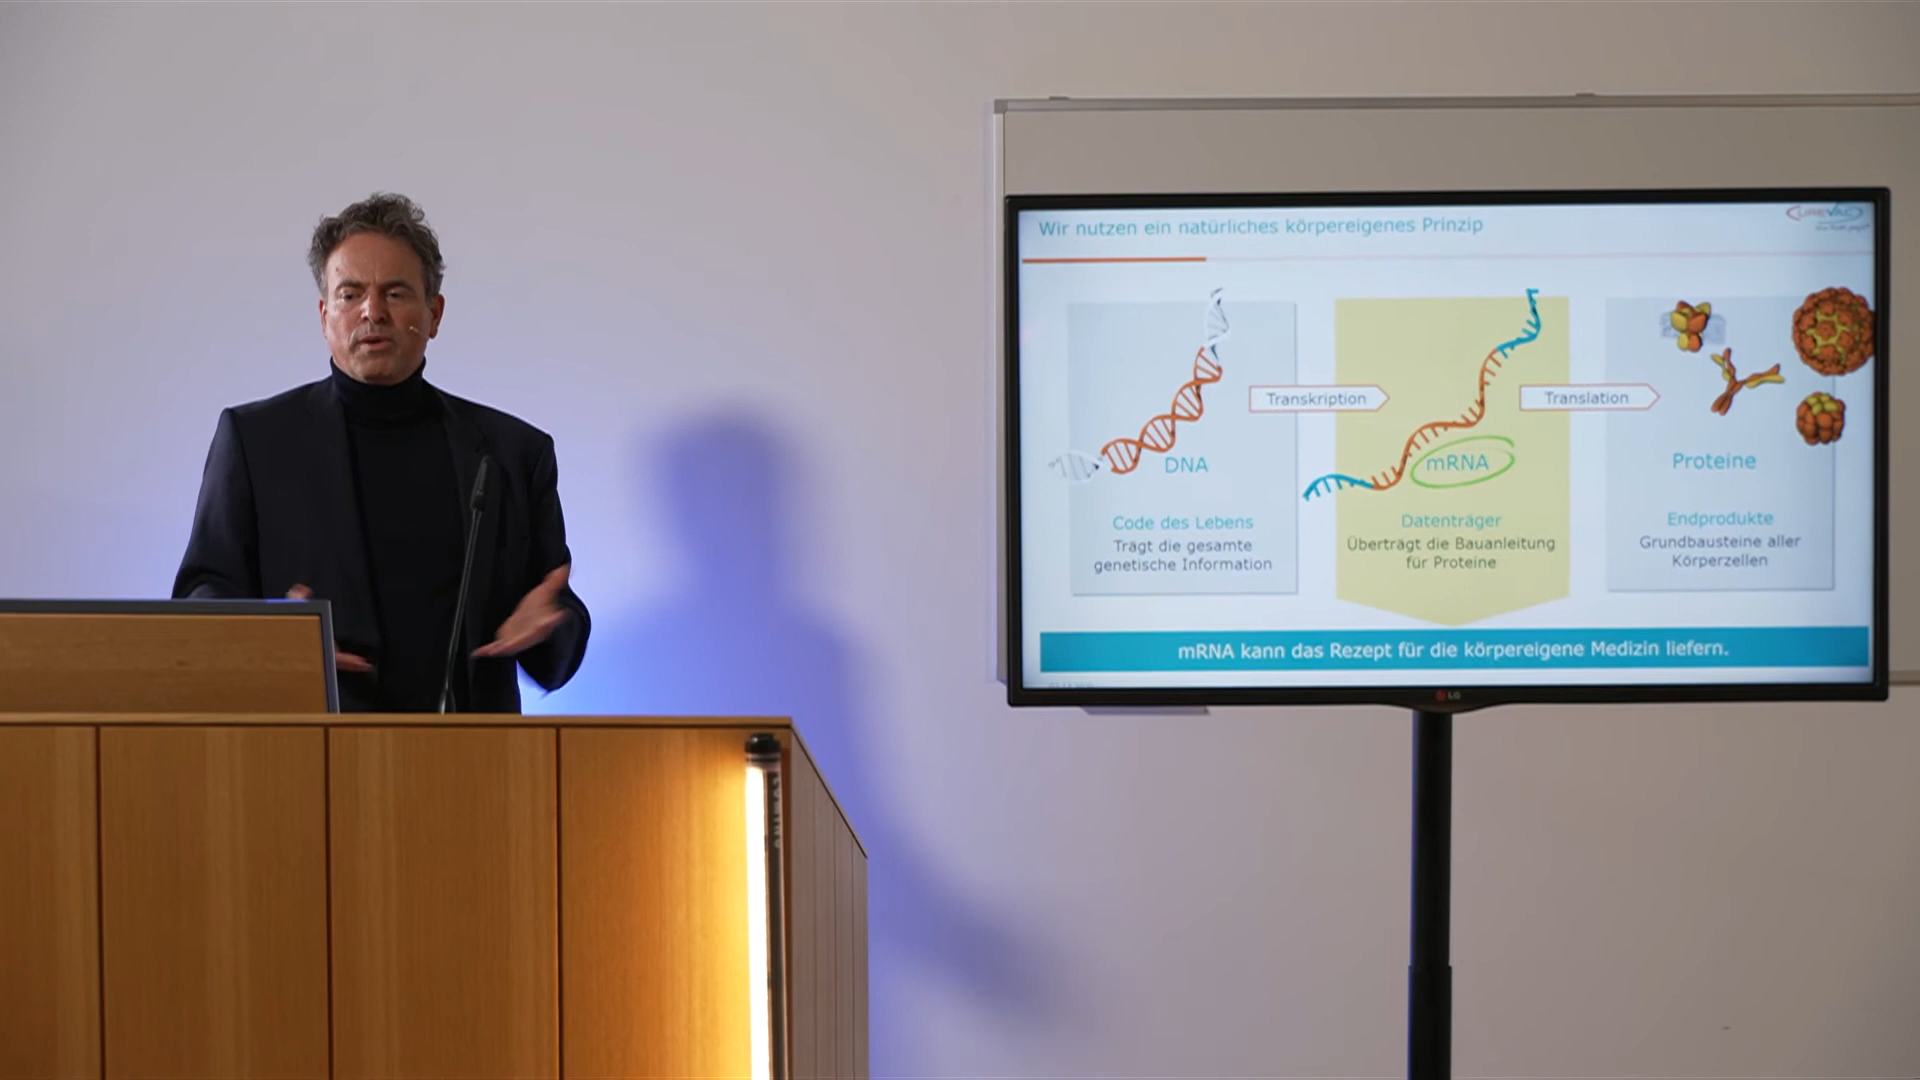 Wir nutzen ein natürliches körpereigenes Prinzip
CUREVAC
Transkription
Translation
DNA
mRNA
Proteine
Code des Lebens
Trägt die gesamte
genetische Information
Datenträger
Überträgt die Bauanleitung
für Proteine
Endprodukte
Grundbausteine aller
Körperzellen
mRNA kann das Rezept für die körpereigene Medizin liefern.
LG